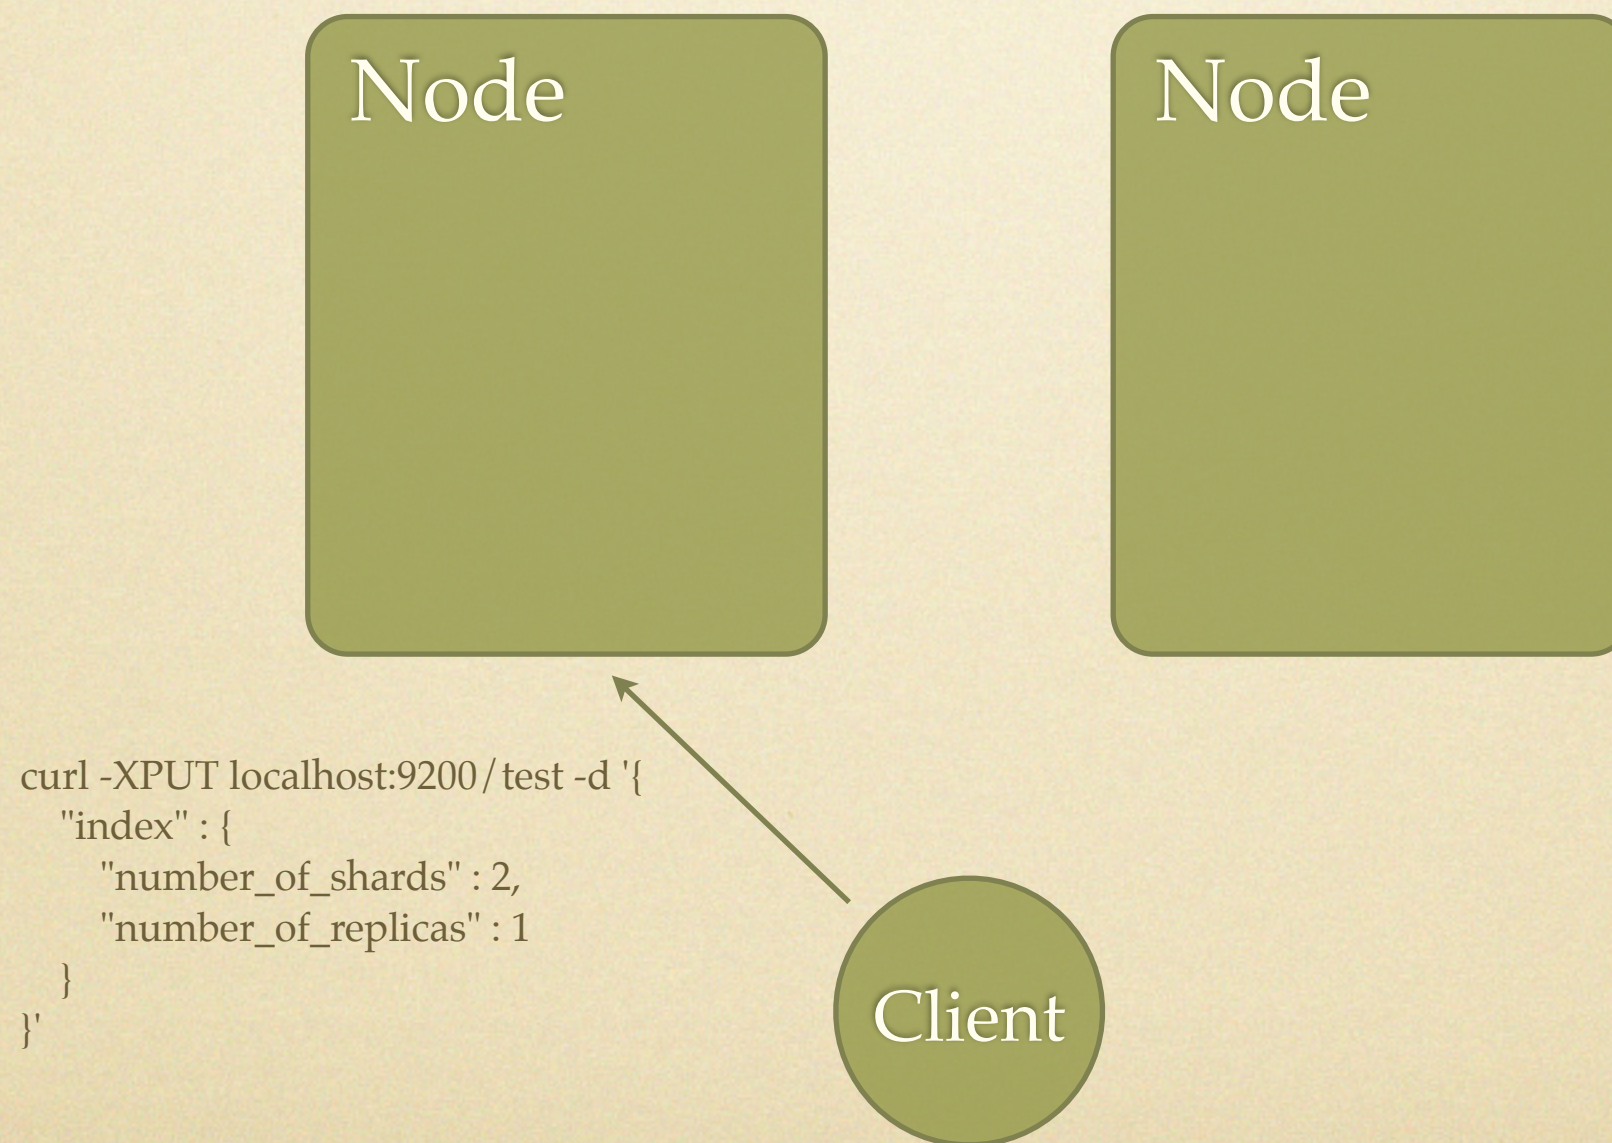 Node
Node
curl -XPUT localhost:9200/test -d '{
"index" : {
"number_of_shards" : 2,
"number_of_replicas" : 1
}
}'
Client